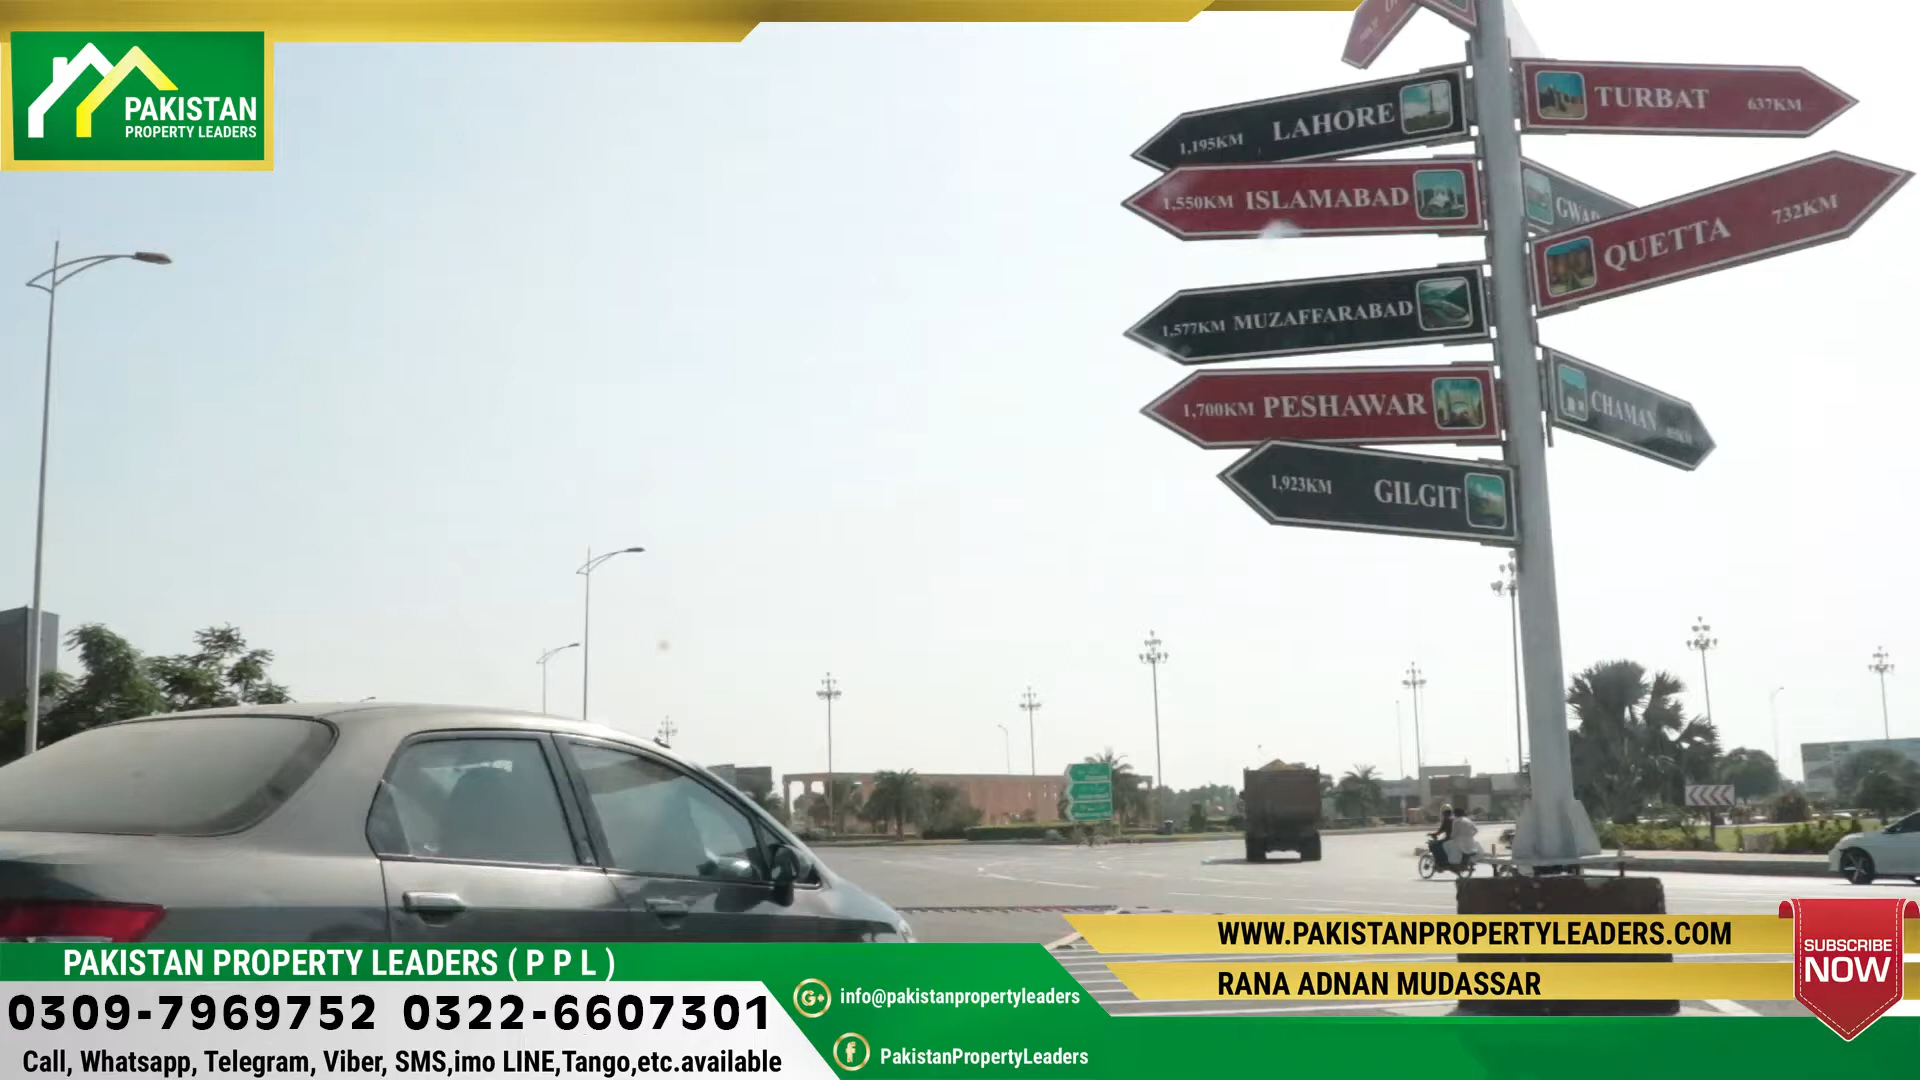 PAKISTAN
PROPERTY LEADERS
1,195KM LAHORE
TURBAT 637KM
1,550KM ISLAMABAD
QUETTA 732KM
1,577KM MUZAFFARABAD
1,700KM PESHAWAR
CHAMAN
1,923KM GILGIT
WWW.PAKISTANPROPERTYLEADERS.COM
RANA ADNAN MUDASSAR
SUBSCRIBE
NOW
PAKISTAN PROPERTY LEADERS ( P P L )
0309-7969752 0322-6607301
Call, Whatsapp, Telegram, Viber, SMS,imo LINE,Tango,etc.available
G+ info@pakistanpropertyleaders
f PakistanPropertyLeaders